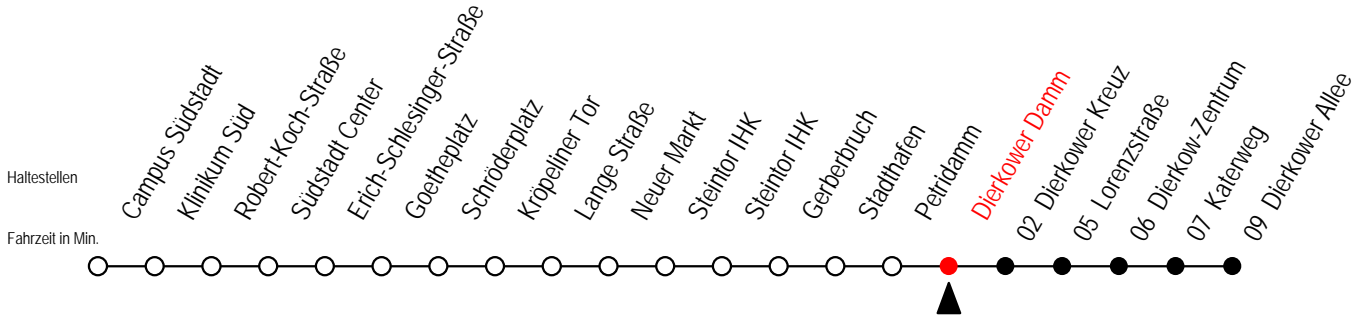 Haltestellen
Fahrzeit in Min.
Campus Südstadt
Klinikum Süd
Robert-Koch-Straße
Südstadt Center
Erich-Schlesinger-Straße
Goetheplatz
Schröderplatz
Kröpeliner Tor
Lange Straße
Neuer Markt
Steintor IHK
Steintor IHK
Gerberbruch
Stadthafen
Petridamm
Dierkower Damm
02 Dierkower Kreuz
05 Lorenzstraße
06 Dierkow-Zentrum
07 Katerweg
09 Dierkower Allee